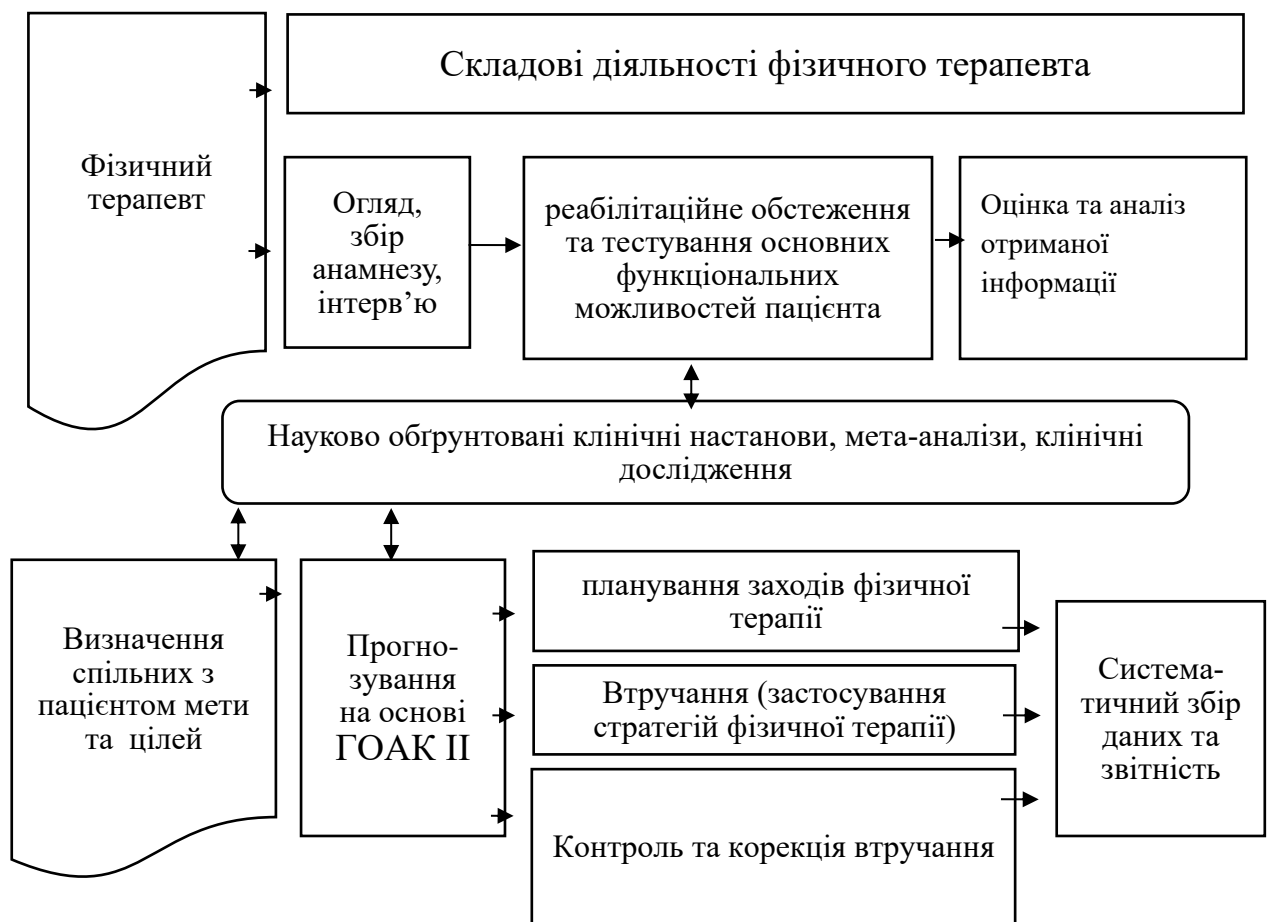 Складові діяльності фізичного терапевта
Фізичний
терапевт
Огляд,
збір
анамнезу,
інтерв’ю
реабілітаційне обстеження
та тестування основних
функціональних
можливостей пацієнта
Оцінка та аналіз
отриманої
інформації
Науково обґрунтовані клінічні настанови, мета-аналізи, клінічні
дослідження
Визначення
спільних з
пацієнтом мети
та цілей
Прогно-
зування
на основі
ГОАК ІІ
планування заходів фізичної
терапії
Втручання (застосування
стратегій фізичної терапії)
Контроль та корекція втручання
Система-
тичний збір
даних та
звітність